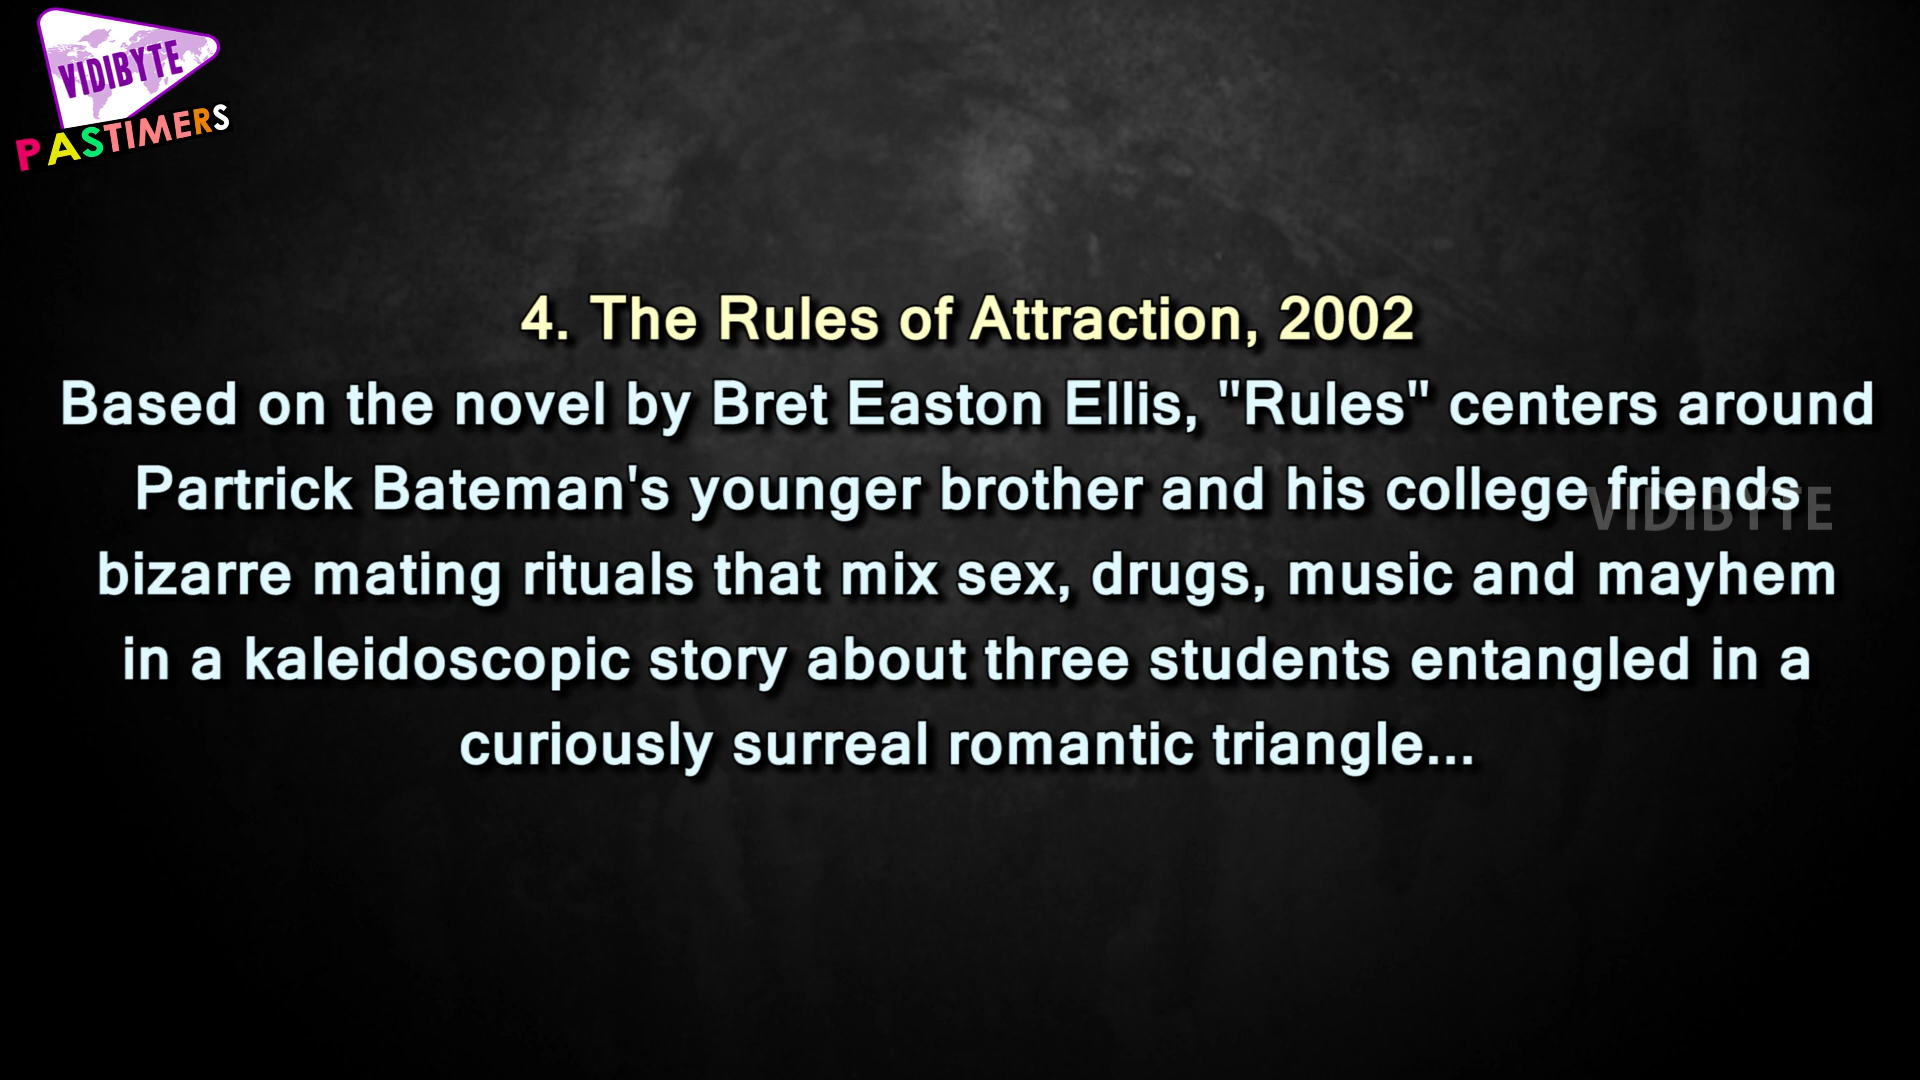 VIDIBYTE
PASTIMERS
4. The Rules of Attraction, 2002
Based on the novel by Bret Easton Ellis, "Rules" centers around
Partrick Bateman's younger brother and his college friends
VIDIBYTE
bizarre mating rituals that mix sex, drugs, music and mayhem
in a kaleidoscopic story about three students entangled in a
curiously surreal romantic triangle...